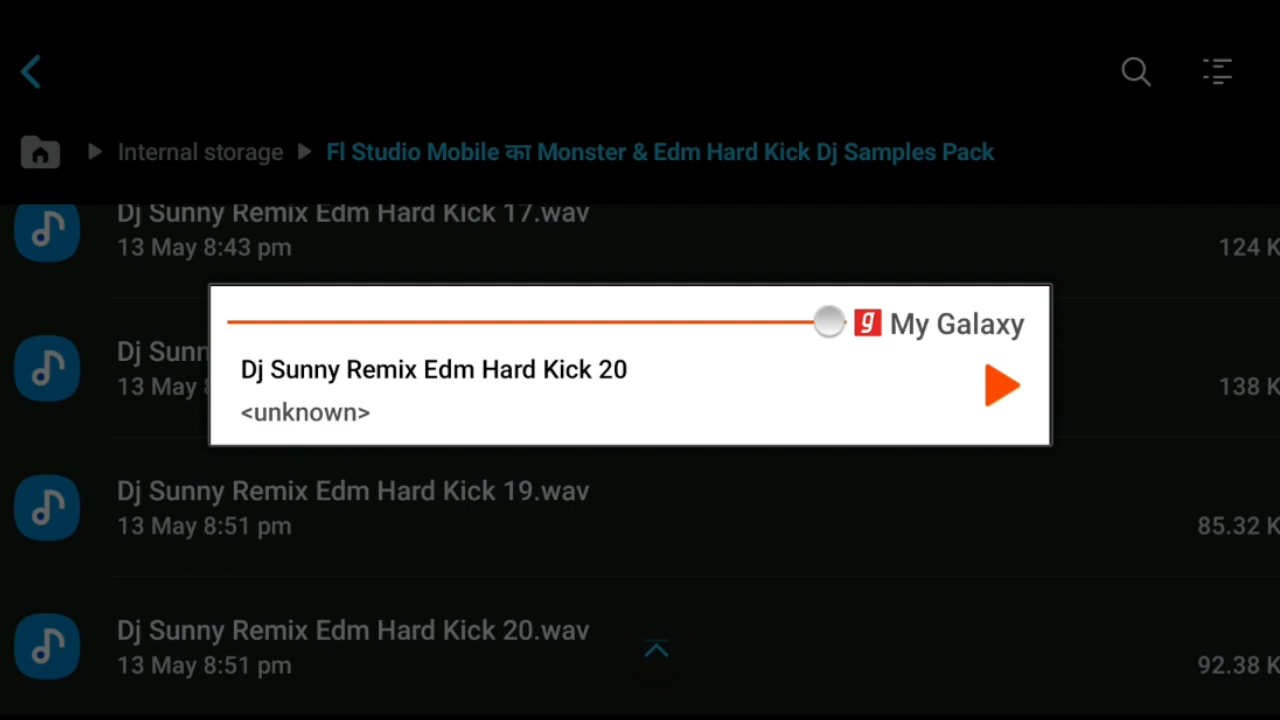 Internal storage Fl Studio Mobile का Monster & Edm Hard Kick Dj Samples Pack
Dj Sunny Remix Edm Hard Kick 17.wav
13 May 8:43 pm 124 K
g My Galaxy
Dj Sunn
Dj Sunny Remix Edm Hard Kick 20
13 May 138 K
<unknown>
Dj Sunny Remix Edm Hard Kick 19.wav
13 May 8:51 pm 85.32 K
Dj Sunny Remix Edm Hard Kick 20.wav
13 May 8:51 pm 92.38 K